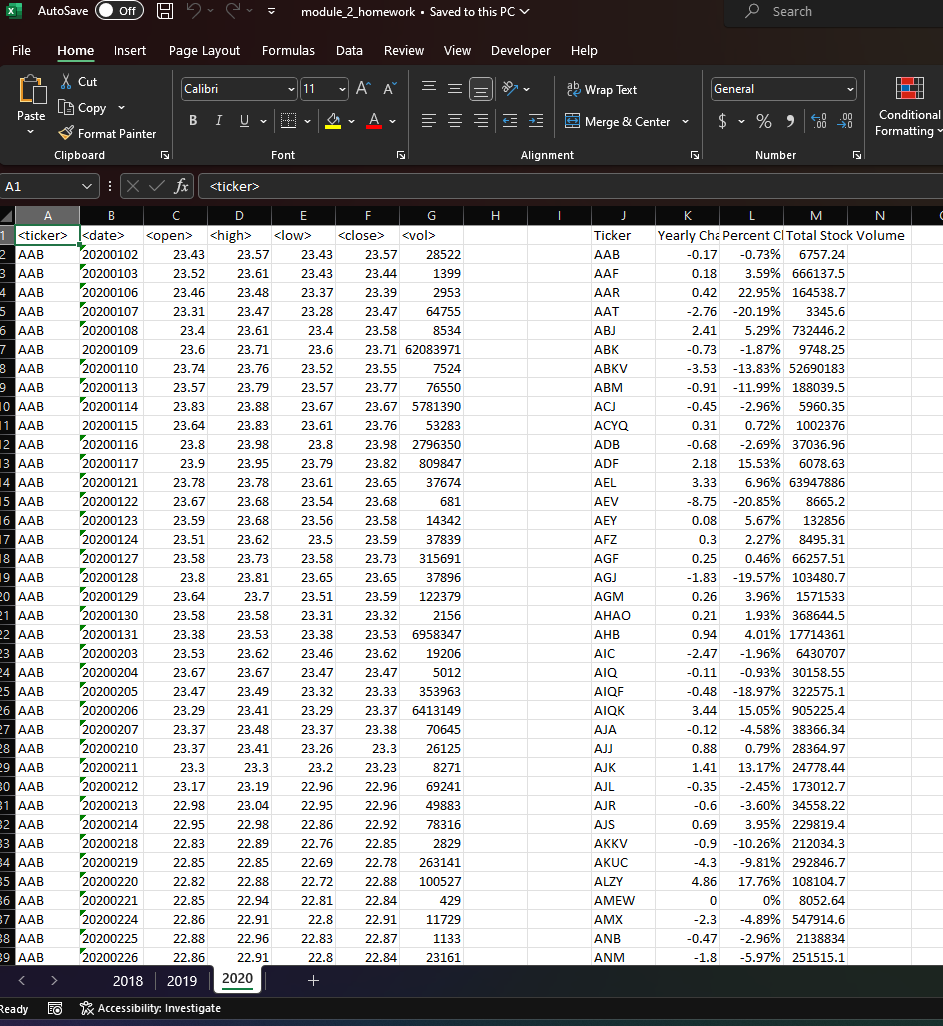 AutoSave Off module_2_homework • Saved to this PC Search
File Home Insert Page Layout Formulas Data Review View Developer Help
Paste Cut Copy Format Painter Calibri 11 A A B I U A ab Wrap Text Merge & Center General $ % 9 .00 .00 Conditional Formatting
Clipboard Font Alignment Number
A1 fx <ticker>
A B C D E F G H I J K L M N
1 <ticker> <date> <open> <high> <low> <close> <vol> Ticker Yearly Cha Percent Cl Total Stock Volume
2 AAB 20200102 23.43 23.57 23.43 23.57 28522 AAB -0.17 -0.73% 6757.24
3 AAB 20200103 23.52 23.61 23.43 23.44 1399 AAF 0.18 3.59% 666137.5
4 AAB 20200106 23.46 23.48 23.37 23.39 2953 AAR 0.42 22.95% 164538.7
5 AAB 20200107 23.31 23.47 23.28 23.47 64755 AAT -2.76 -20.19% 3345.6
6 AAB 20200108 23.4 23.61 23.4 23.58 8534 ABJ 2.41 5.29% 732446.2
7 AAB 20200109 23.6 23.71 23.6 23.71 62083971 ABK -0.73 -1.87% 9748.25
8 AAB 20200110 23.74 23.76 23.52 23.55 7524 ABKV -3.53 -13.83% 52690183
9 AAB 20200113 23.57 23.79 23.57 23.77 76550 ABM -0.91 -11.99% 188039.5
10 AAB 20200114 23.83 23.88 23.67 23.67 5781390 ACJ -0.45 -2.96% 5960.35
11 AAB 20200115 23.64 23.83 23.61 23.76 53283 ACYQ 0.31 0.72% 1002376
12 AAB 20200116 23.8 23.98 23.8 23.98 2796350 ADB -0.68 -2.69% 37036.96
13 AAB 20200117 23.9 23.95 23.79 23.82 809847 ADF 2.18 15.53% 6078.63
14 AAB 20200121 23.78 23.78 23.61 23.65 37674 AEL 3.33 6.96% 63947886
15 AAB 20200122 23.67 23.68 23.54 23.68 681 AEV -8.75 -20.85% 8665.2
16 AAB 20200123 23.59 23.68 23.56 23.58 14342 AEY 0.08 5.67% 132856
17 AAB 20200124 23.51 23.62 23.5 23.59 37839 AFZ 0.3 2.27% 8495.31
18 AAB 20200127 23.58 23.73 23.58 23.73 315691 AGF 0.25 0.46% 66257.51
19 AAB 20200128 23.8 23.81 23.65 23.65 37896 AGJ -1.83 -19.57% 103480.7
20 AAB 20200129 23.64 23.7 23.51 23.59 122379 AGM 0.26 3.96% 1571533
21 AAB 20200130 23.58 23.58 23.31 23.32 2156 AHAO 0.21 1.93% 368644.5
22 AAB 20200131 23.38 23.53 23.38 23.53 6958347 AHB 0.94 4.01% 17714361
23 AAB 20200203 23.53 23.62 23.46 23.62 19206 AIC -2.47 -1.96% 6430707
24 AAB 20200204 23.67 23.67 23.47 23.47 5012 AIQ -0.11 -0.93% 30158.55
25 AAB 20200205 23.47 23.49 23.32 23.33 353963 AIQF -0.48 -18.97% 322575.1
26 AAB 20200206 23.29 23.41 23.29 23.37 6413149 AIQK 3.44 15.05% 905225.4
27 AAB 20200207 23.37 23.48 23.37 23.38 70645 AJA -0.12 -4.58% 38366.34
28 AAB 20200210 23.37 23.41 23.26 23.3 26125 AJJ 0.88 0.79% 28364.97
29 AAB 20200211 23.3 23.3 23.2 23.23 8271 AJK 1.41 13.17% 24778.44
30 AAB 20200212 23.17 23.19 22.96 22.96 69241 AJL -0.35 -2.45% 173012.7
31 AAB 20200213 22.98 23.04 22.95 22.96 49883 AJR -0.6 -3.60% 34558.22
32 AAB 20200214 22.95 22.98 22.86 22.92 78316 AJS 0.69 3.95% 229819.4
33 AAB 20200218 22.83 22.89 22.76 22.85 2829 AKKV -0.9 -10.26% 212034.3
34 AAB 20200219 22.85 22.85 22.69 22.78 263141 AKUC -4.3 -9.81% 292846.7
35 AAB 20200220 22.82 22.88 22.72 22.88 100527 ALZY 4.86 17.76% 108104.7
36 AAB 20200221 22.85 22.94 22.81 22.84 429 AMEW 0 0% 8052.64
37 AAB 20200224 22.86 22.91 22.8 22.91 11729 AMX -2.3 -4.89% 547914.6
38 AAB 20200225 22.88 22.96 22.83 22.87 1133 ANB -0.47 -2.96% 2138834
39 AAB 20200226 22.86 22.91 22.8 22.84 23161 ANM -1.8 -5.97% 251515.1
2018 2019 2020
Ready Accessibility: Investigate